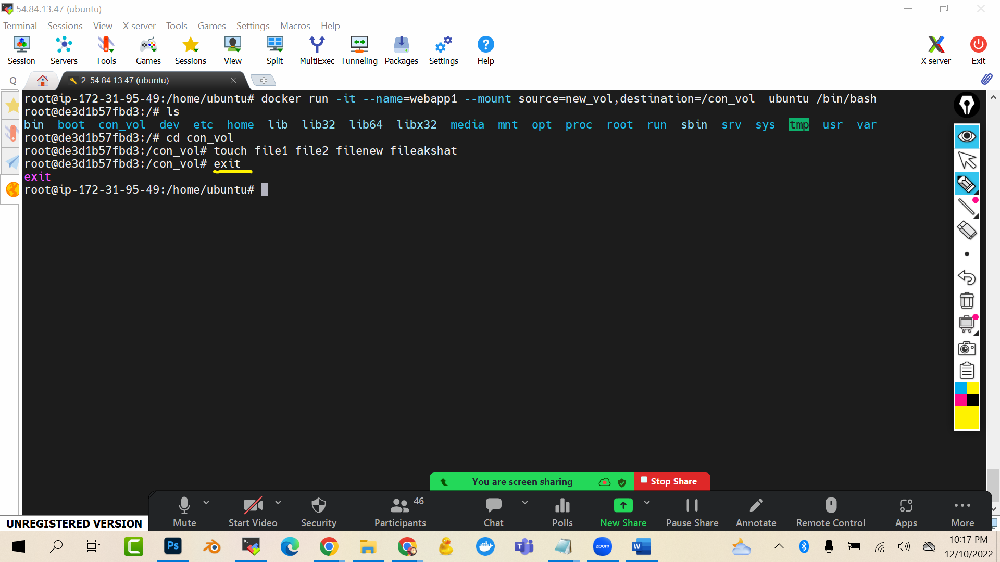 54.84.13.47 (ubuntu)
Terminal Sessions View X server Tools Games Settings Macros Help
Session Servers Tools Games Sessions View Split MultiExec Tunneling Packages Settings Help X server Exit
2. 54.84.13.47 (ubuntu)
root@ip-172-31-95-49:/home/ubuntu# docker run -it --name=webapp1 --mount source=new_vol,destination=/con_vol  ubuntu /bin/bash
root@de3d1b57fbd3:/# ls
bin  boot  con_vol  dev  etc  home  lib  lib32  lib64  libx32  media  mnt  opt  proc  root  run  sbin  srv  sys  tmp  usr  var
root@de3d1b57fbd3:/# cd con_vol
root@de3d1b57fbd3:/con_vol# touch file1 file2 filenew fileakshat
root@de3d1b57fbd3:/con_vol# exit
exit
root@ip-172-31-95-49:/home/ubuntu#
You are screen sharing Stop Share
46
Mute Start Video Security Participants Chat Polls New Share Pause Share Annotate Remote Control Apps More
UNREGISTERED VERSION
Ps
zoom
W
10:17 PM
12/10/2022